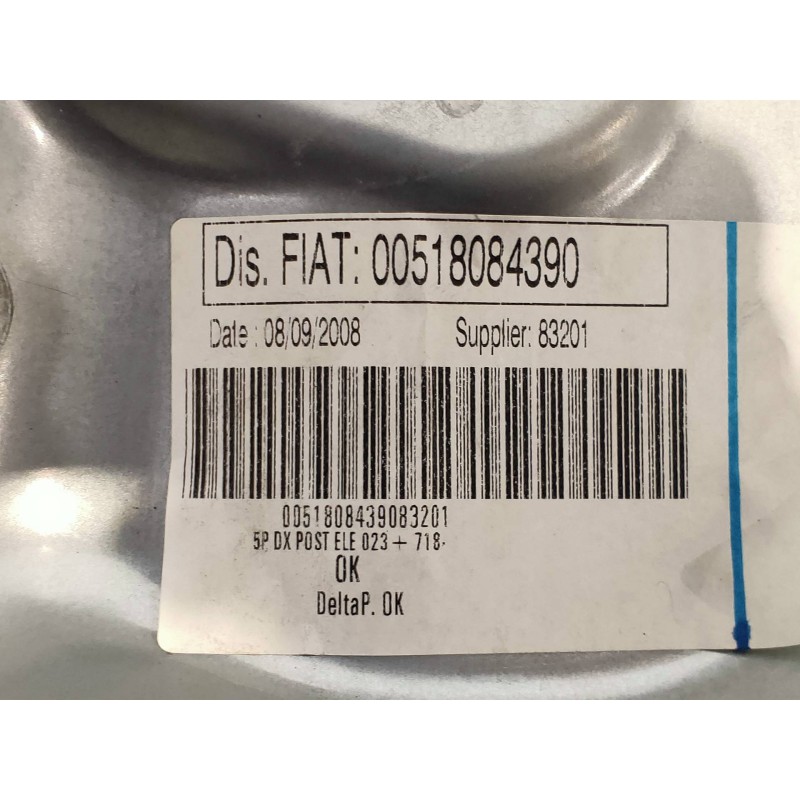 Dis. FIAT: 00518084390
Date : 08/09/2008 Supplier: 83201
0051808439083201
5P DX POST ELE 023 + 718-
OK
DeltaP. OK